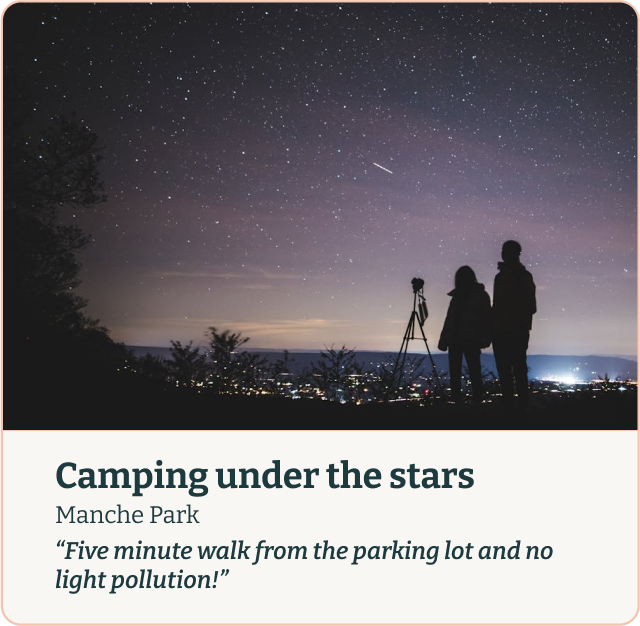 Camping under the stars
Manche Park
“Five minute walk from the parking lot and no
light pollution!”